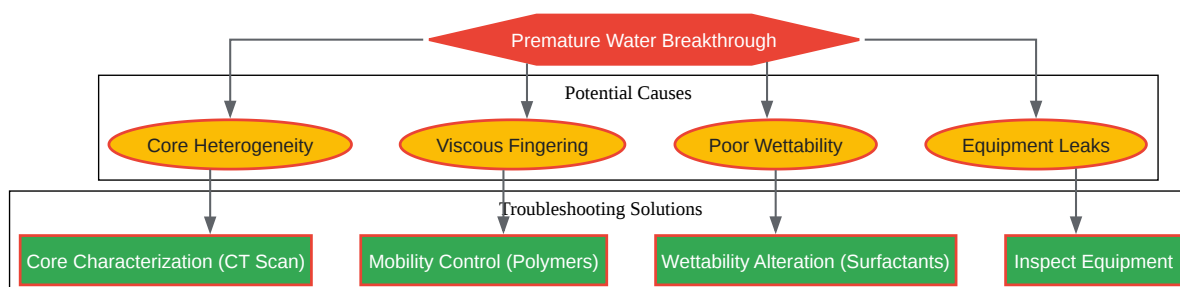 Premature Water Breakthrough
Potential Causes
Core Heterogeneity
Viscous Fingering
Poor Wettability
Equipment Leaks
Troubleshooting Solutions
Core Characterization (CT Scan)
Mobility Control (Polymers)
Wettability Alteration (Surfactants)
Inspect Equipment